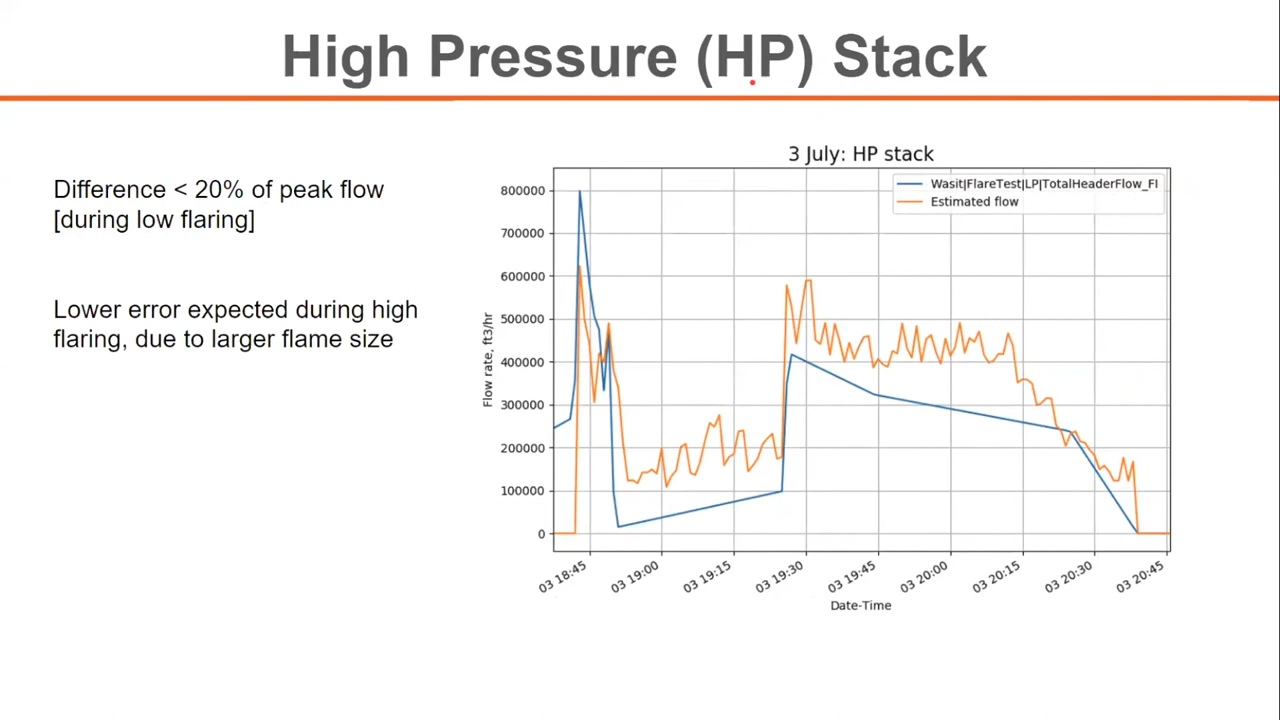 High Pressure (HP) Stack
Difference < 20% of peak flow
[during low flaring]
Lower error expected during high
flaring, due to larger flame size
3 July: HP stack
Wasit|FlareTest|LP|TotalHeaderFlow_FI
Estimated flow
Flow rate, ft3/hr
800000
700000
600000
500000
400000
300000
200000
100000
0
03 18:45
03 19:00
03 19:15
03 19:30
03 19:45
03 20:00
03 20:15
03 20:30
03 20:45
Date-Time